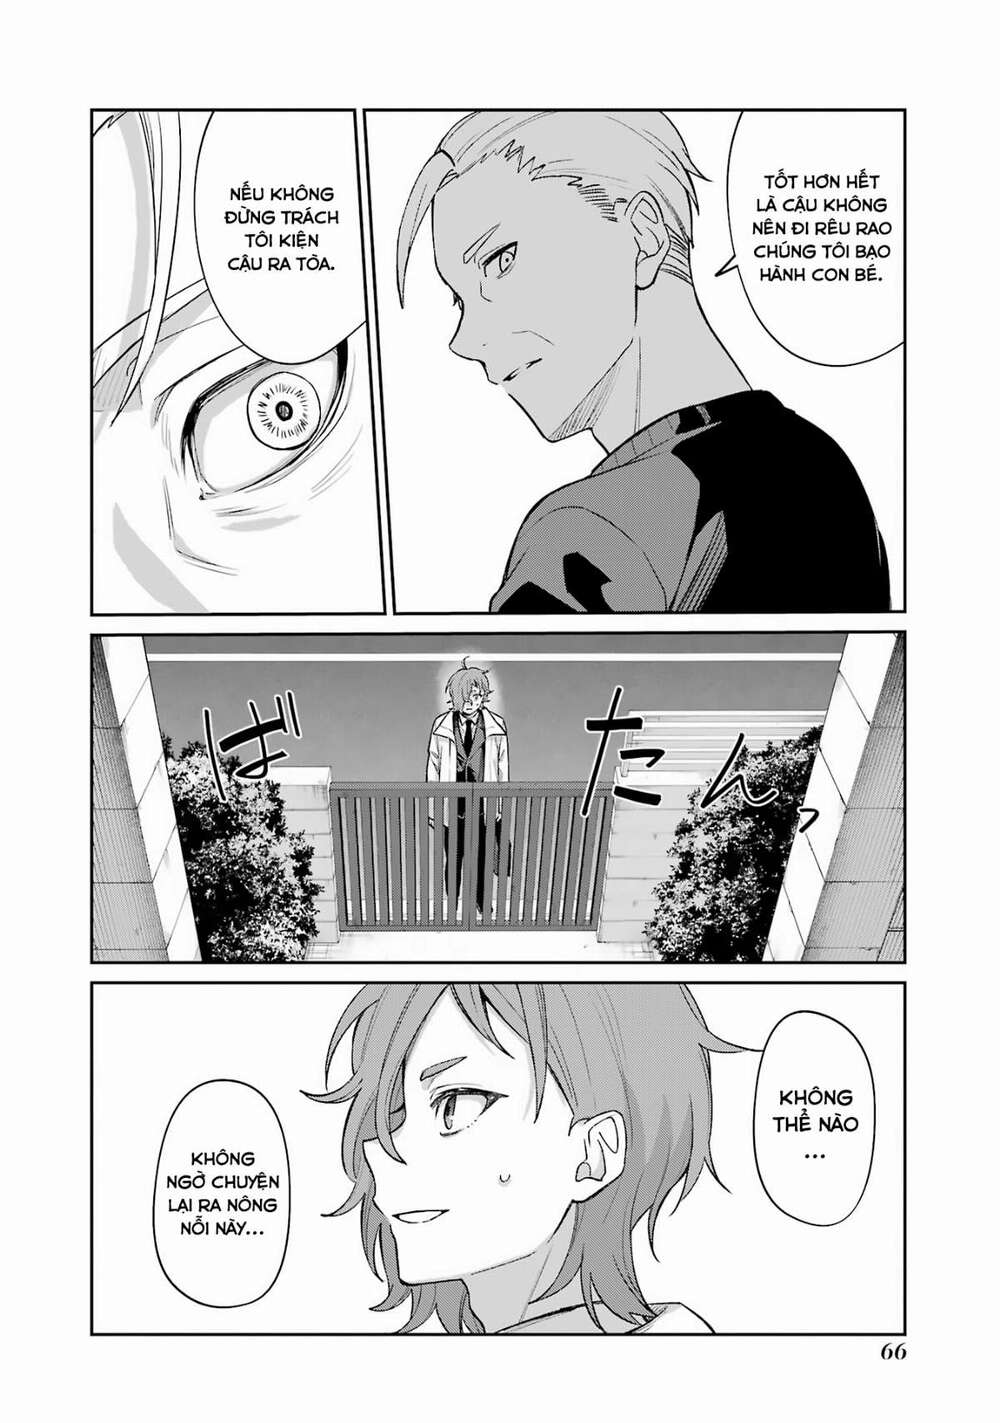 TỐT HƠN HẾT
LÀ CẬU KHÔNG
NÊN ĐI RÊU RAO
CHÚNG TÔI BẠO
HÀNH CON BÉ.
NẾU KHÔNG
ĐỪNG TRÁCH
TÔI KIỆN
CẬU RA TÒA.
ばたんっ
KHÔNG
THỂ NÀO
...
KHÔNG
NGỜ CHUYỆN
LẠI RA NÔNG
NỖI NÀY...
66